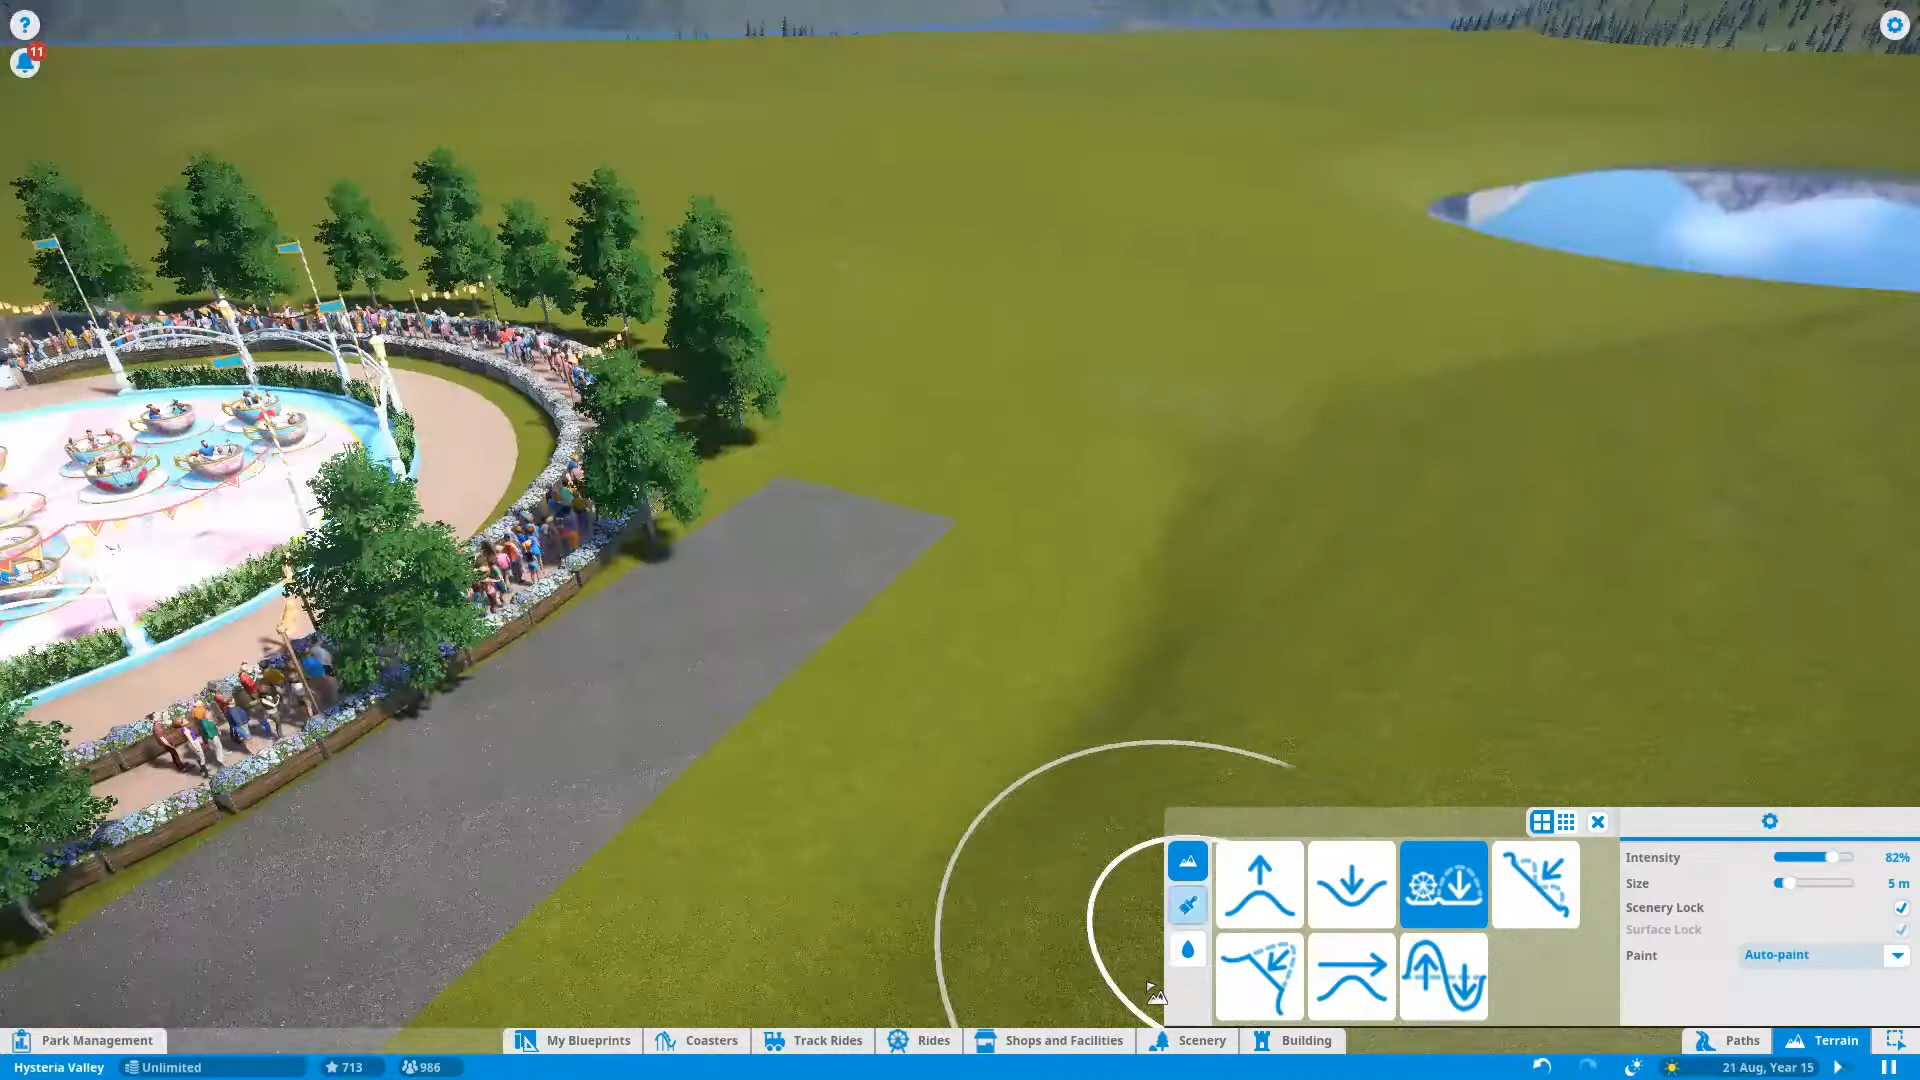 ?
11
Intensity 82%
Size 5 m
Scenery Lock
Surface Lock
Paint Auto-paint
Park Management My Blueprints Coasters Track Rides Rides Shops and Facilities Scenery Building Paths Terrain
Hysteria Valley Unlimited 713 986 21 Aug, Year 15